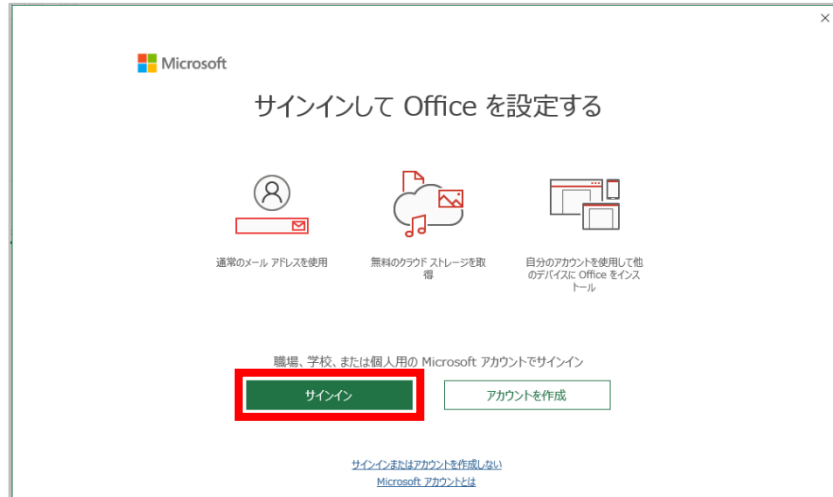 Microsoft
サインインして Office を設定する
通常のメール アドレスを使用
無料のクラウド ストレージを取
得
自分のアカウントを使用して他
のデバイスに Office をインス
トール
職場、学校、または個人用の Microsoft アカウントでサインイン
サインイン
アカウントを作成
サインインまたはアカウントを作成しない
Microsoft アカウントとは